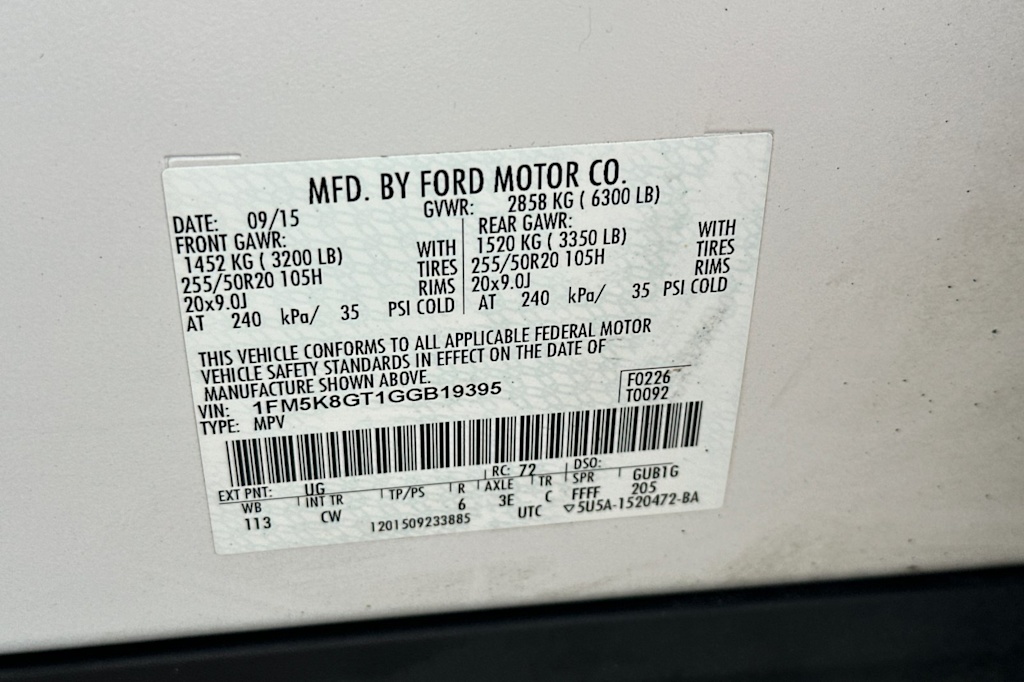 MFD. BY FORD MOTOR CO.
DATE: 09/15 GVWR: 2858 KG ( 6300 LB)
FRONT GAWR: REAR GAWR:
1452 KG ( 3200 LB) WITH 1520 KG ( 3350 LB) WITH
255/50R20 105H TIRES 255/50R20 105H TIRES
20x9.0J RIMS 20x9.0J RIMS
AT 240 kPa/ 35 PSI COLD AT 240 kPa/ 35 PSI COLD
THIS VEHICLE CONFORMS TO ALL APPLICABLE FEDERAL MOTOR
VEHICLE SAFETY STANDARDS IN EFFECT ON THE DATE OF
MANUFACTURE SHOWN ABOVE.
VIN: 1FM5K8GT1GGB19395 F0226
TYPE: MPV T0092
EXT PNT: UG RC: 72 DSO:
WB INT TR TP/PS R AXLE TR SPR GUB1G
113 CW 6 3E C FFFF 205
1201509233885 UTC ▽5U5A-1520472-BA